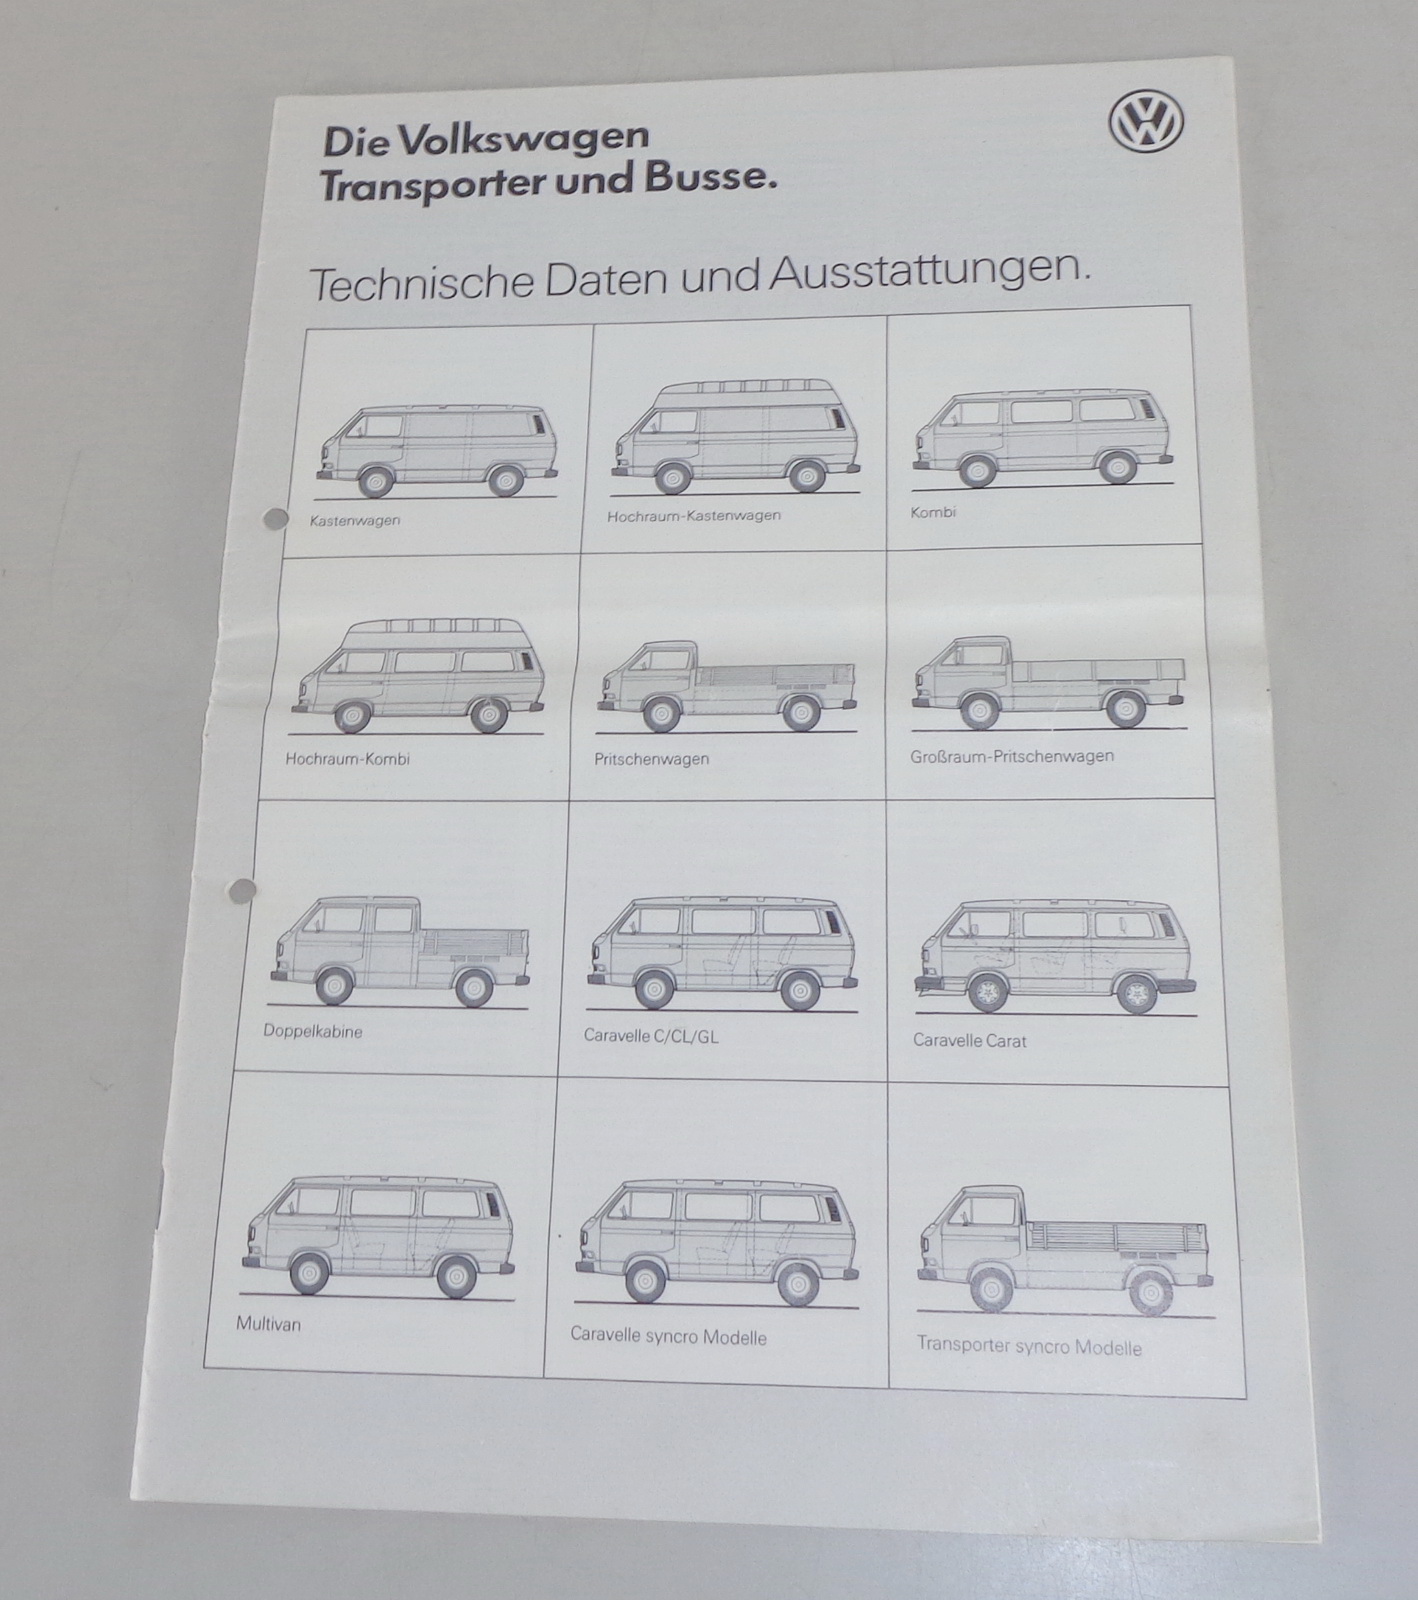 Die Volkswagen
Transporter und Busse.
Technische Daten und Ausstattungen.
Kastenwagen
Hochraum-Kastenwagen
Kombi
Hochraum-Kombi
Pritschenwagen
Großraum-Pritschenwagen
Doppelkabine
Caravelle C/CL/GL
Caravelle Carat
Multivan
Caravelle syncro Modelle
Transporter syncro Modelle